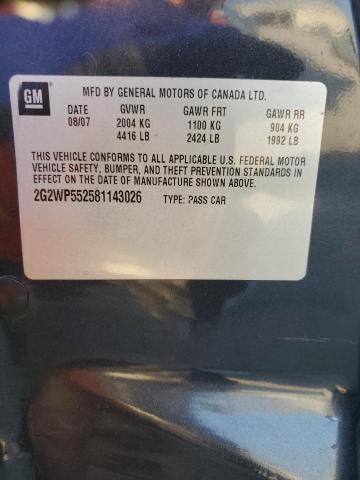 GM
MFD BY GENERAL MOTORS OF CANADA LTD.
DATE GVWR GAWR FRT GAWR RR
08/07 2004 KG 1100 KG 904 KG
4416 LB 2424 LB 1992 LB
THIS VEHICLE CONFORMS TO ALL APPLICABLE U.S. FEDERAL MOTOR
VEHICLE SAFETY, BUMPER, AND THEFT PREVENTION STANDARDS IN
EFFECT ON THE DATE OF MANUFACTURE SHOWN ABOVE.
2G2WP552581143026 TYPE: PASS CAR